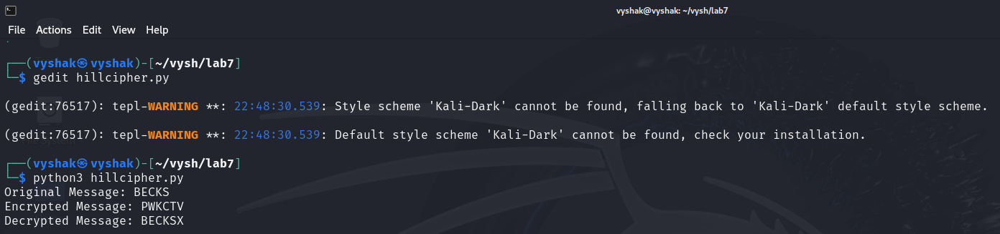 vyshak@vyshak: ~/vysh/lab7
File Actions Edit View Help
┌──(vyshak㉿vyshak)-[~/vysh/lab7]
└─$ gedit hillcipher.py
(gedit:76517): tepl-WARNING **: 22:48:30.539: Style scheme 'Kali-Dark' cannot be found, falling back to 'Kali-Dark' default style scheme.
(gedit:76517): tepl-WARNING **: 22:48:30.539: Default style scheme 'Kali-Dark' cannot be found, check your installation.
┌──(vyshak㉿vyshak)-[~/vysh/lab7]
└─$ python3 hillcipher.py
Original Message: BECKS
Encrypted Message: PWKCTV
Decrypted Message: BECKSX